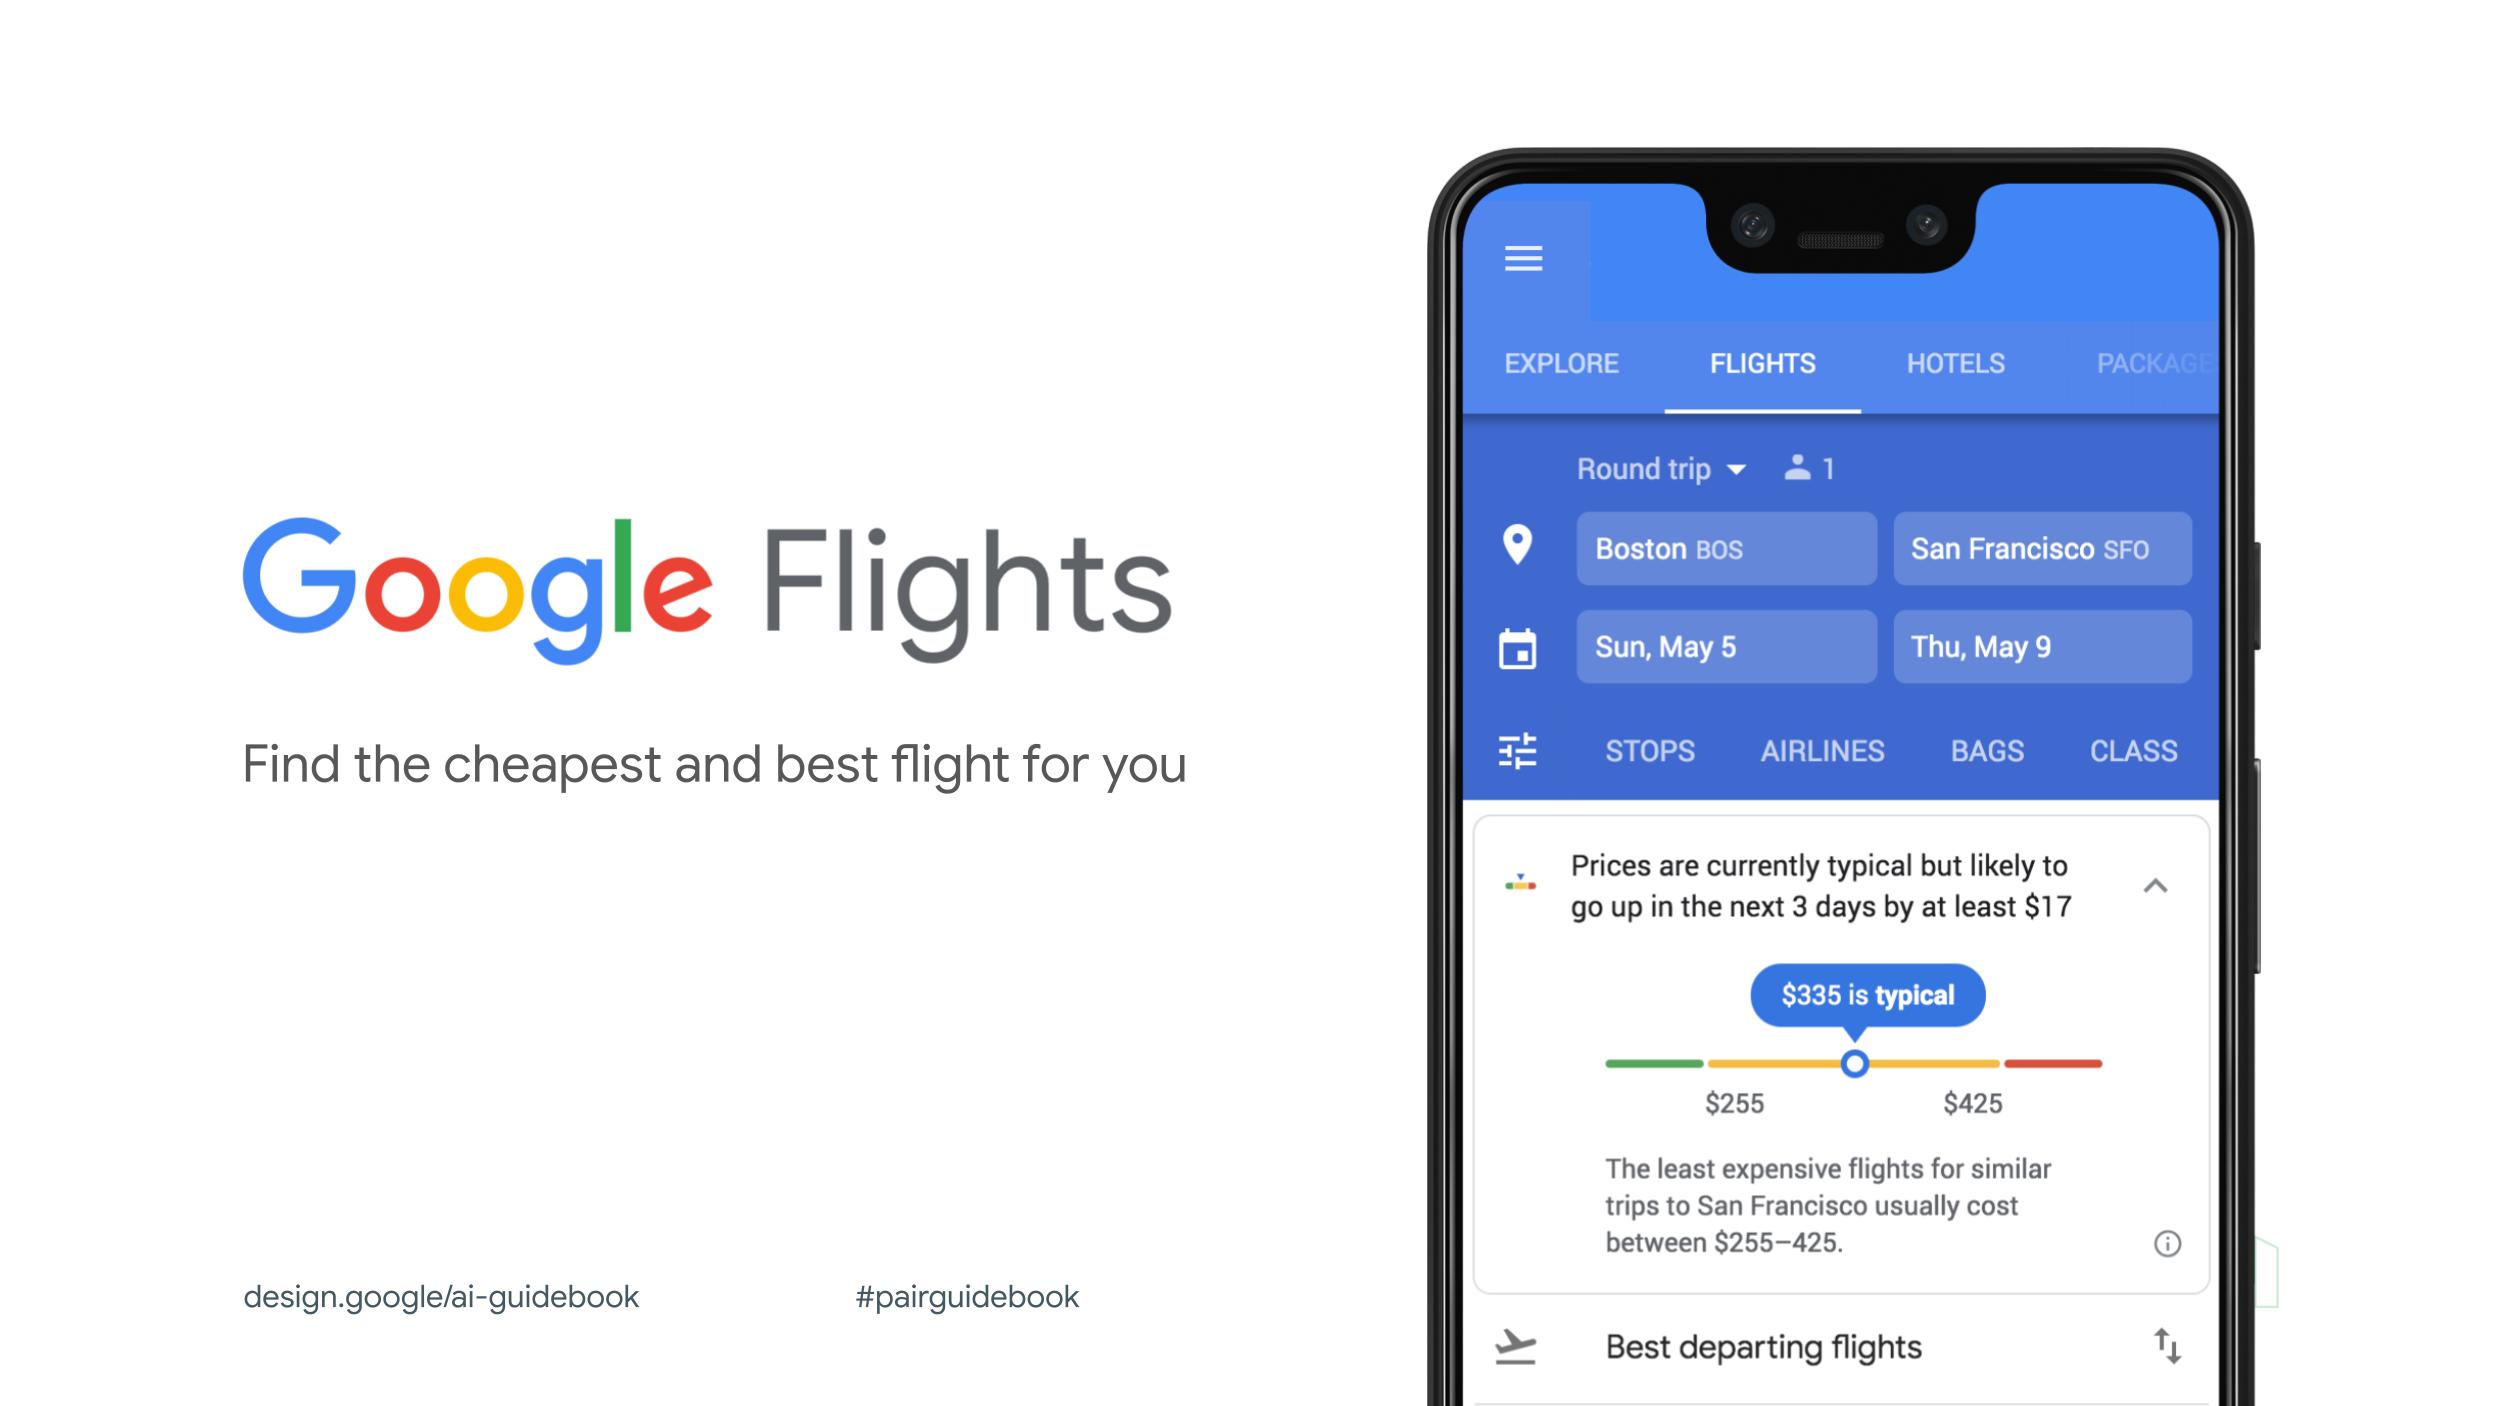 Google Flights
Find the cheapest and best flight for you
design.google/ai-guidebook
#pairguidebook
EXPLORE FLIGHTS HOTELS PACKAGE
Round trip 1
Boston BOS San Francisco SFO
Sun, May 5 Thu, May 9
STOPS AIRLINES BAGS CLASS
Prices are currently typical but likely to
go up in the next 3 days by at least $17
$335 is typical
$255 $425
The least expensive flights for similar
trips to San Francisco usually cost
between $255–425.
Best departing flights